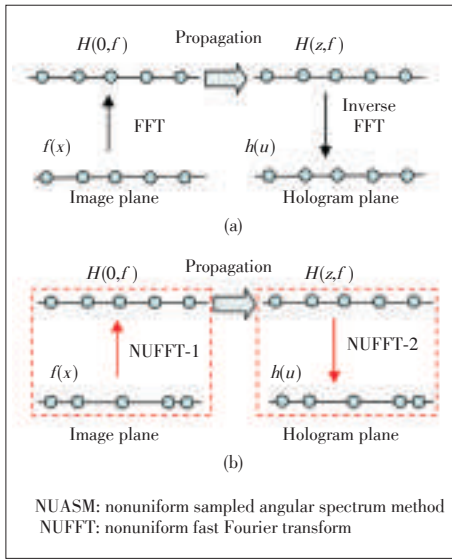 H(0,f) Propagation H(z,f)
FFT Inverse FFT
f(x) h(u)
Image plane Hologram plane
(a)
H(0,f) Propagation H(z,f)
NUFFT-1 NUFFT-2
f(x) h(u)
Image plane Hologram plane
(b)
NUASM: nonuniform sampled angular spectrum method
NUFFT: nonuniform fast Fourier transform